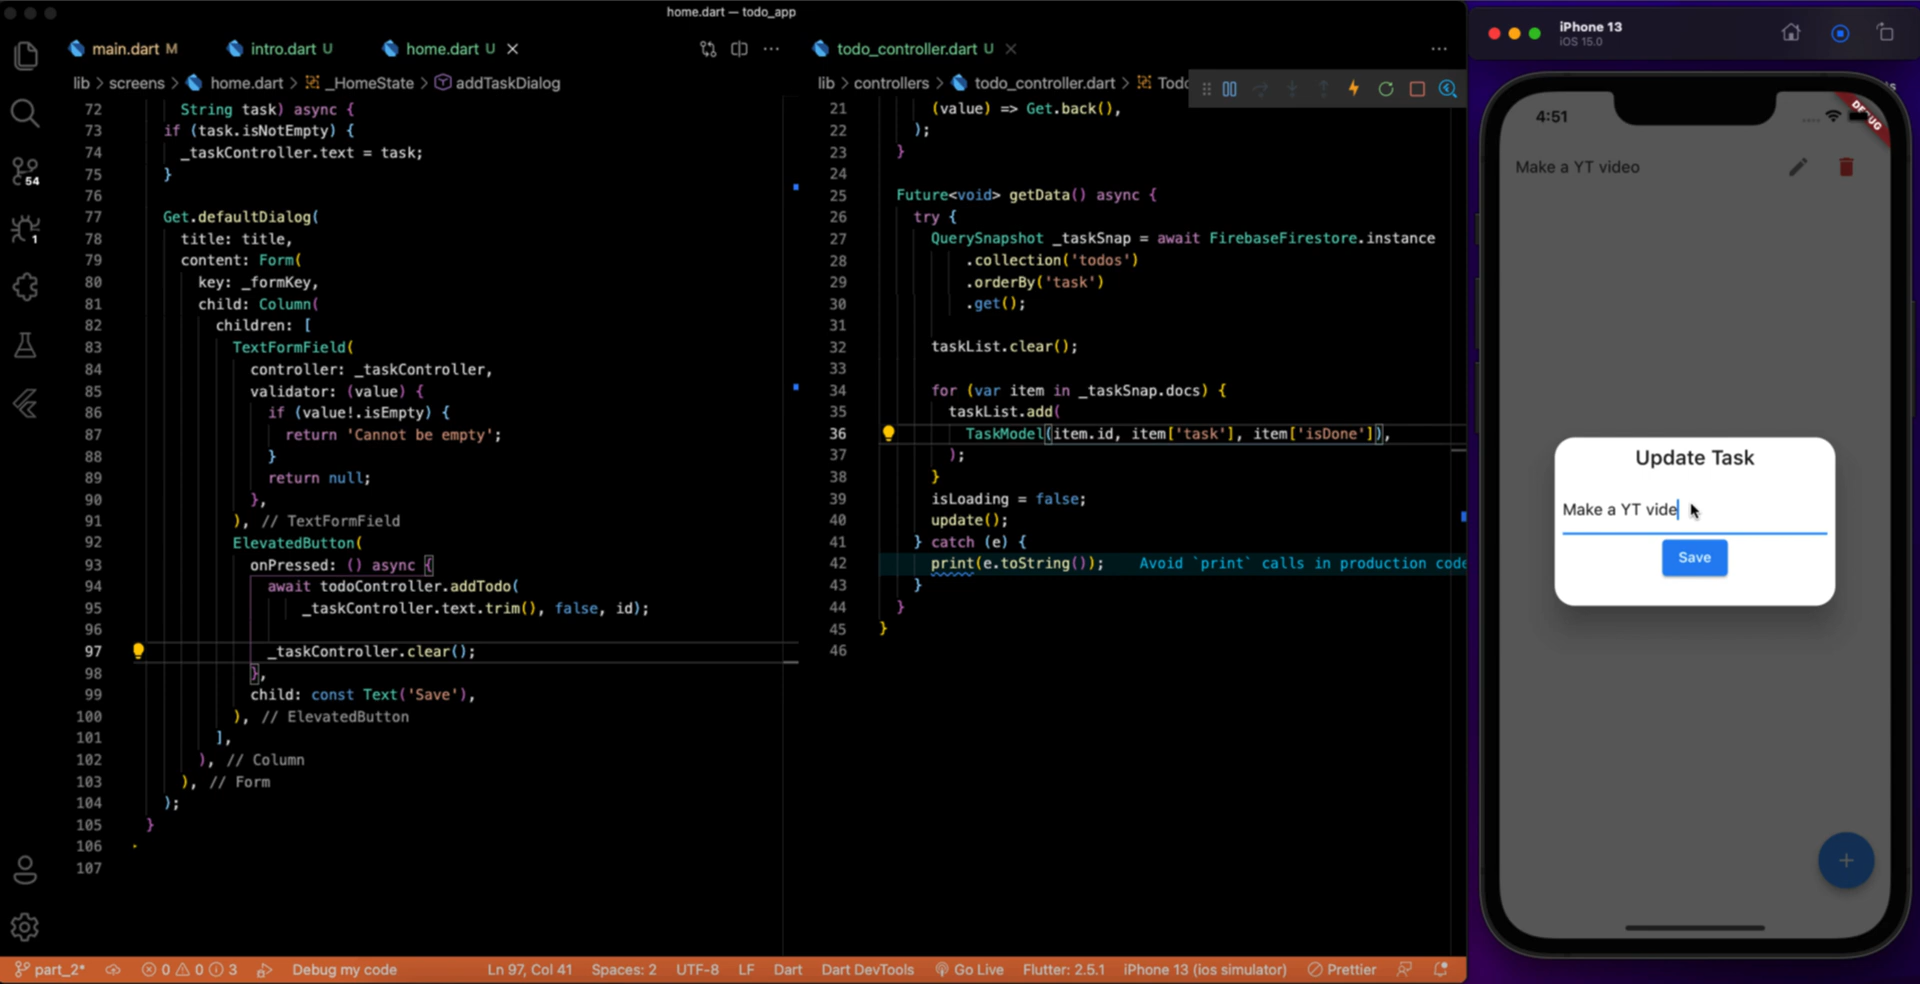 home.dart — todo_app
main.dart M
intro.dart U
home.dart U
todo_controller.dart U
lib > screens > home.dart > _HomeState > addTaskDialog
lib > controllers > todo_controller.dart >
72 String task) async {
73 if (task.isNotEmpty) {
74 _taskController.text = task;
75 }
76
77 Get.defaultDialog(
78 title: title,
79 content: Form(
80 key: _formKey,
81 child: Column(
82 children: [
83 TextFormField(
84 controller: _taskController,
85 validator: (value) {
86 if (value!.isEmpty) {
87 return 'Cannot be empty';
88 }
89 return null;
90 },
91 ), // TextFormField
92 ElevatedButton(
93 onPressed: () async {
94 await todoController.addTodo(
95 _taskController.text.trim(), false, id);
96
97 _taskController.clear();
98 },
99 child: const Text('Save'),
100 ), // ElevatedButton
101 ],
102 ), // Column
103 ), // Form
104 );
105 }
106
107
21 (value) => Get.back(),
22 );
23 }
24
25 Future<void> getData() async {
26 try {
27 QuerySnapshot _taskSnap = await FirebaseFirestore.instance
28 .collection('todos')
29 .orderBy('task')
30 .get();
31
32 taskList.clear();
33
34 for (var item in _taskSnap.docs) {
35 taskList.add(
36 TaskModel(item.id, item['task'], item['isDone']),
37 );
38 }
39 isLoading = false;
40 update();
41 } catch (e) {
42 print(e.toString()); Avoid `print` calls in production code
43 }
44 }
45 }
46
54
1
part_2* 0 0 3 Debug my code Ln 97, Col 41 Spaces: 2 UTF-8 LF Dart Dart DevTools Go Live Flutter: 2.5.1 iPhone 13 (ios simulator) Prettier
iPhone 13
iOS 15.0
4:51
DEBUG
Make a YT video
Update Task
Make a YT vide
Save
+